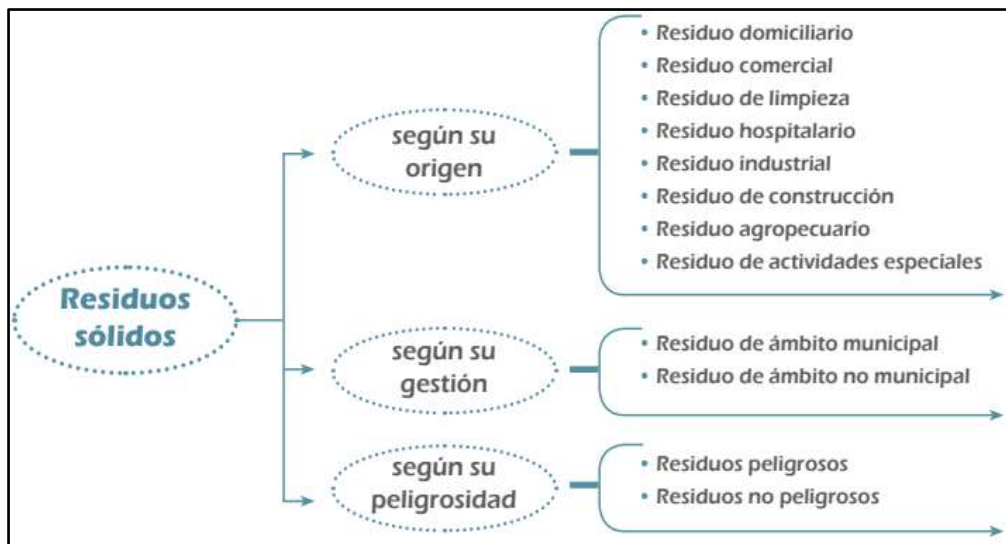 Residuos
sólidos
según su
origen
• Residuo domiciliario
• Residuo comercial
• Residuo de limpieza
• Residuo hospitalario
• Residuo industrial
• Residuo de construcción
• Residuo agropecuario
• Residuo de actividades especiales
según su
gestión
• Residuo de ámbito municipal
• Residuo de ámbito no municipal
según su
peligrosidad
• Residuos peligrosos
• Residuos no peligrosos